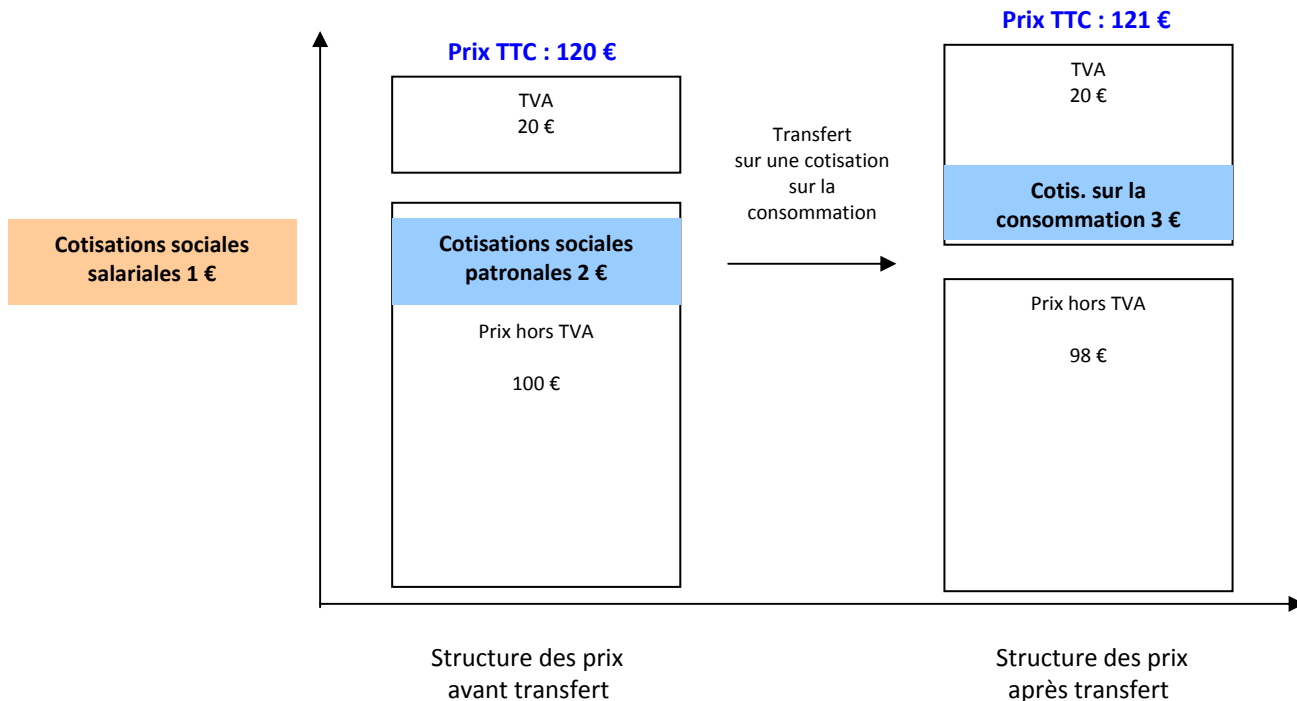 Prix TTC : 121 €
Prix TTC : 120 €
TVA
20 €
TVA
20 €
Transfert
sur une cotisation
sur la
consommation
Cotis. sur la
consommation 3 €
Cotisations sociales
salariales 1 €
Cotisations sociales
patronales 2 €
Prix hors TVA
100 €
Prix hors TVA
98 €
Structure des prix
avant transfert
Structure des prix
après transfert